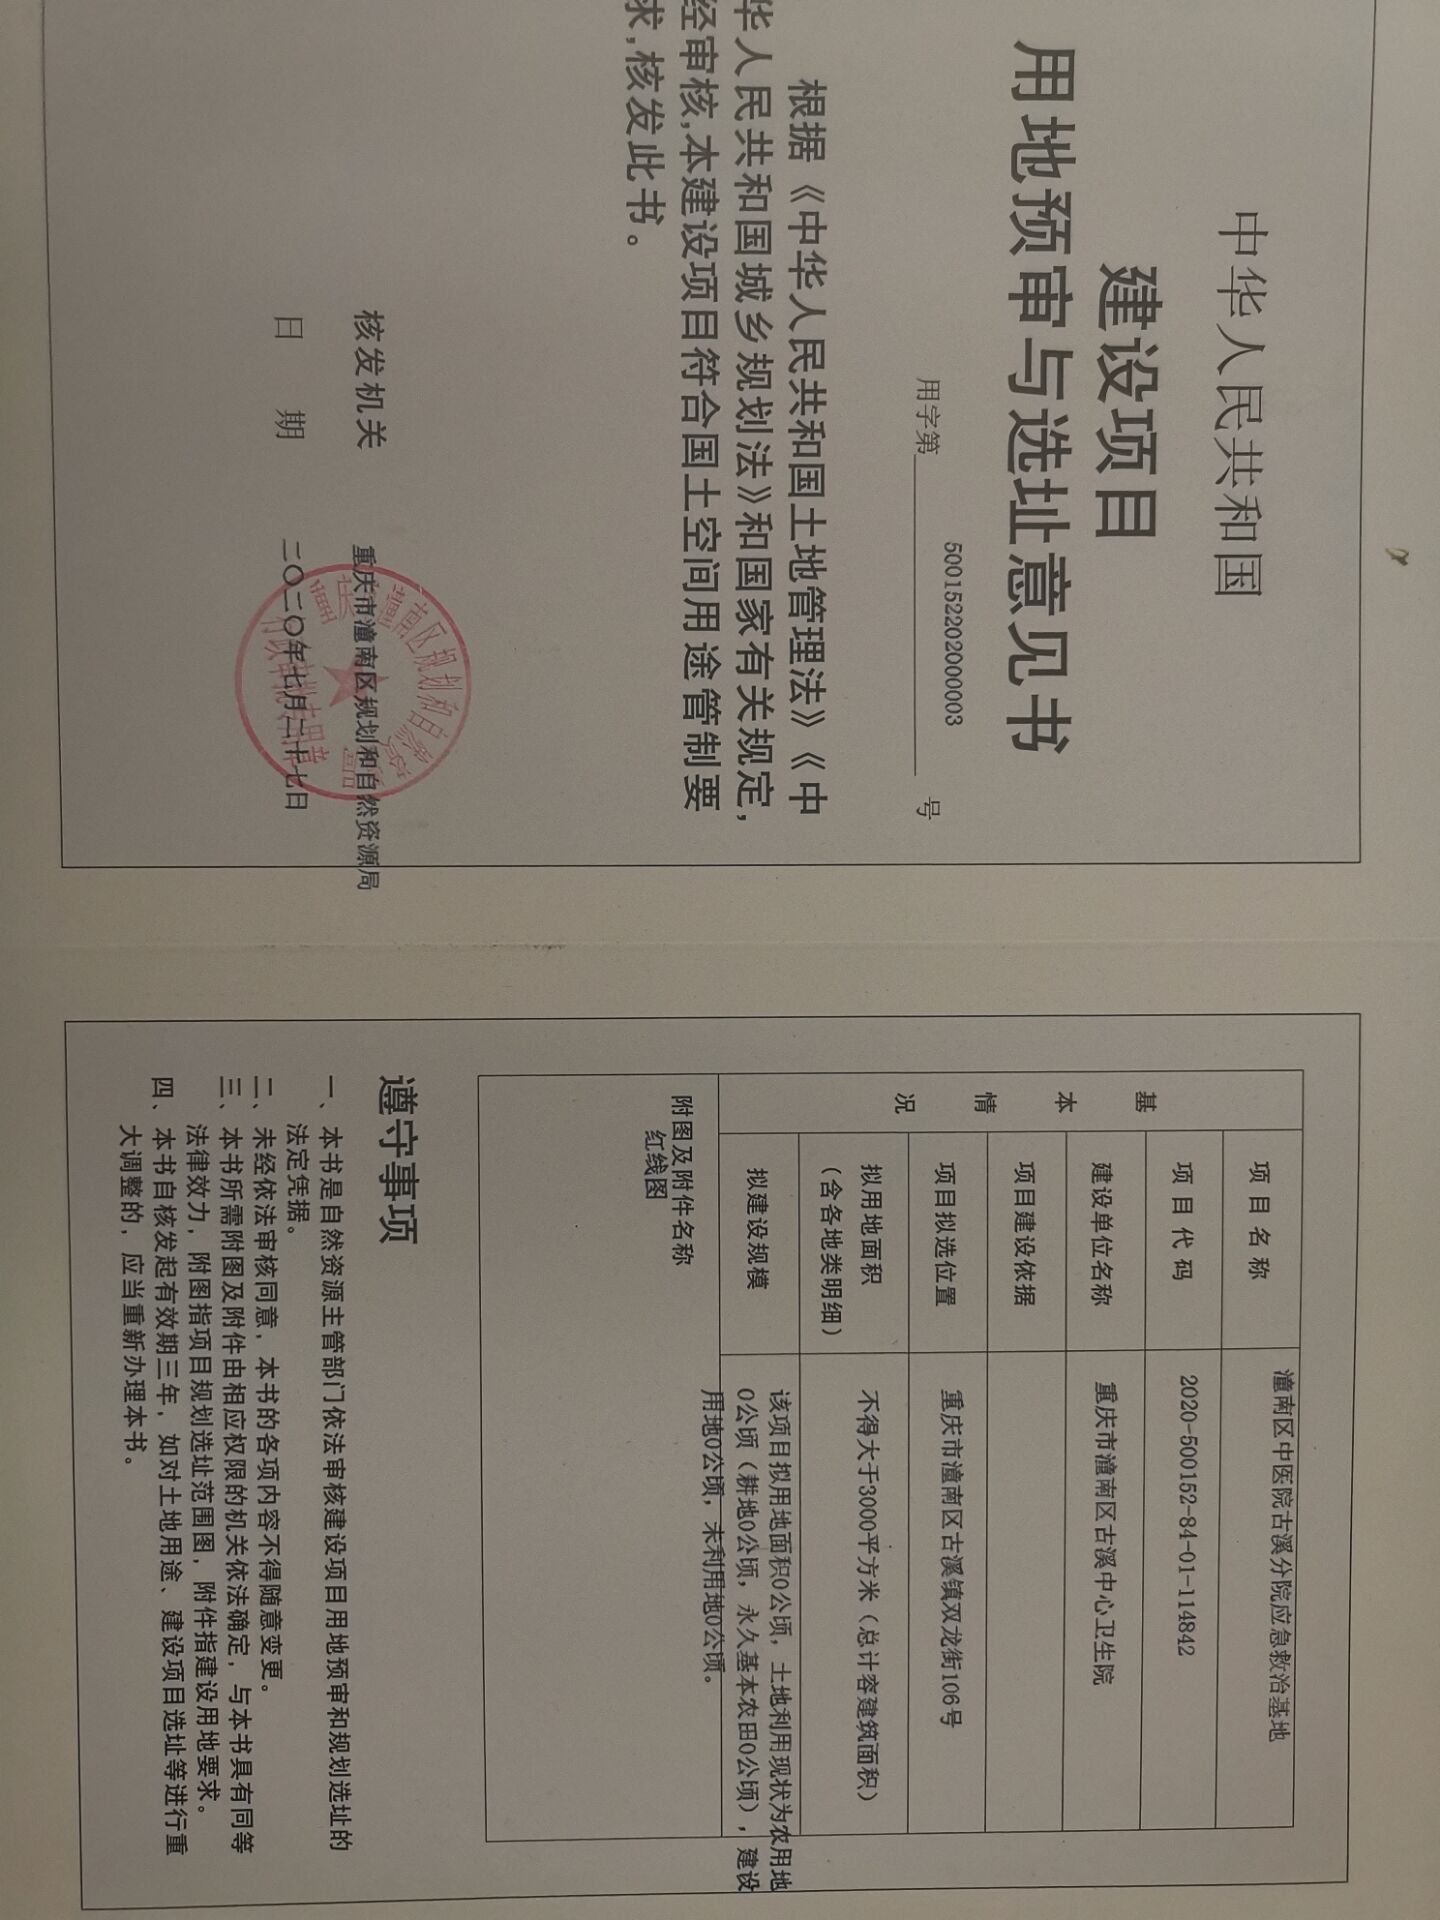 中华人民共和国
建设项目
用地预审与选址意见书
用字第 500152202000003 号
根据《中华人民共和国土地管理法》《中
华人民共和国城乡规划法》和国家有关规定,
经审核,本建设项目符合国土空间用途管制要
求,核发此书。
核发机关 重庆市潼南区规划和自然资源局
日 期 二〇二〇年七月二十七日
基本情况
项目名称 潼南区中医院古溪分院应急救治基地
项目代码 2020-500152-84-01-114842
建设单位名称 重庆市潼南区古溪中心卫生院
项目建设依据
项目拟选位置 重庆市潼南区古溪镇双龙街106号
拟用地面积
(含各地类明细) 不得大于3000平方米(总计容建筑面积)
拟建设规模
该项目拟用地面积0公顷,土地利用现状为农用地
0公顷(耕地0公顷,永久基本农田0公顷),建设
用地0公顷,未利用地0公顷。
附图及附件名称
红线图
遵守事项
一、本书是自然资源主管部门依法审核建设项目用地预审和规划选址的
法定凭据。
二、未经依法审核同意,本书的各项内容不得随意变更。
三、本书所需附图及附件由相应权限的机关依法确定,与本书具有同等
法律效力,附图指项目规划选址范围图,附件指建设用地要求。
四、本书自核发起有效期三年,如对土地用途、建设项目选址等进行重
大调整的,应当重新办理本书。